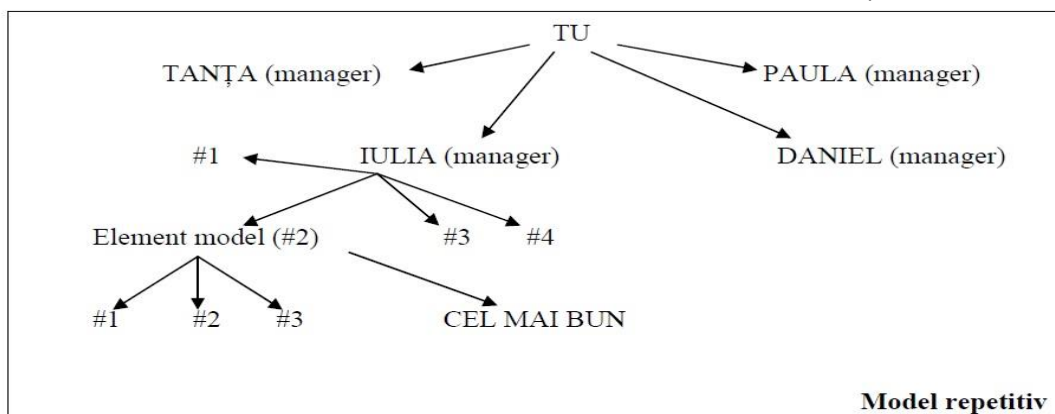 TU
TANȚA (manager) PAULA (manager)
#1 IULIA (manager) DANIEL (manager)
Element model (#2) #3 #4
#1 #2 #3 CEL MAI BUN
Model repetitiv